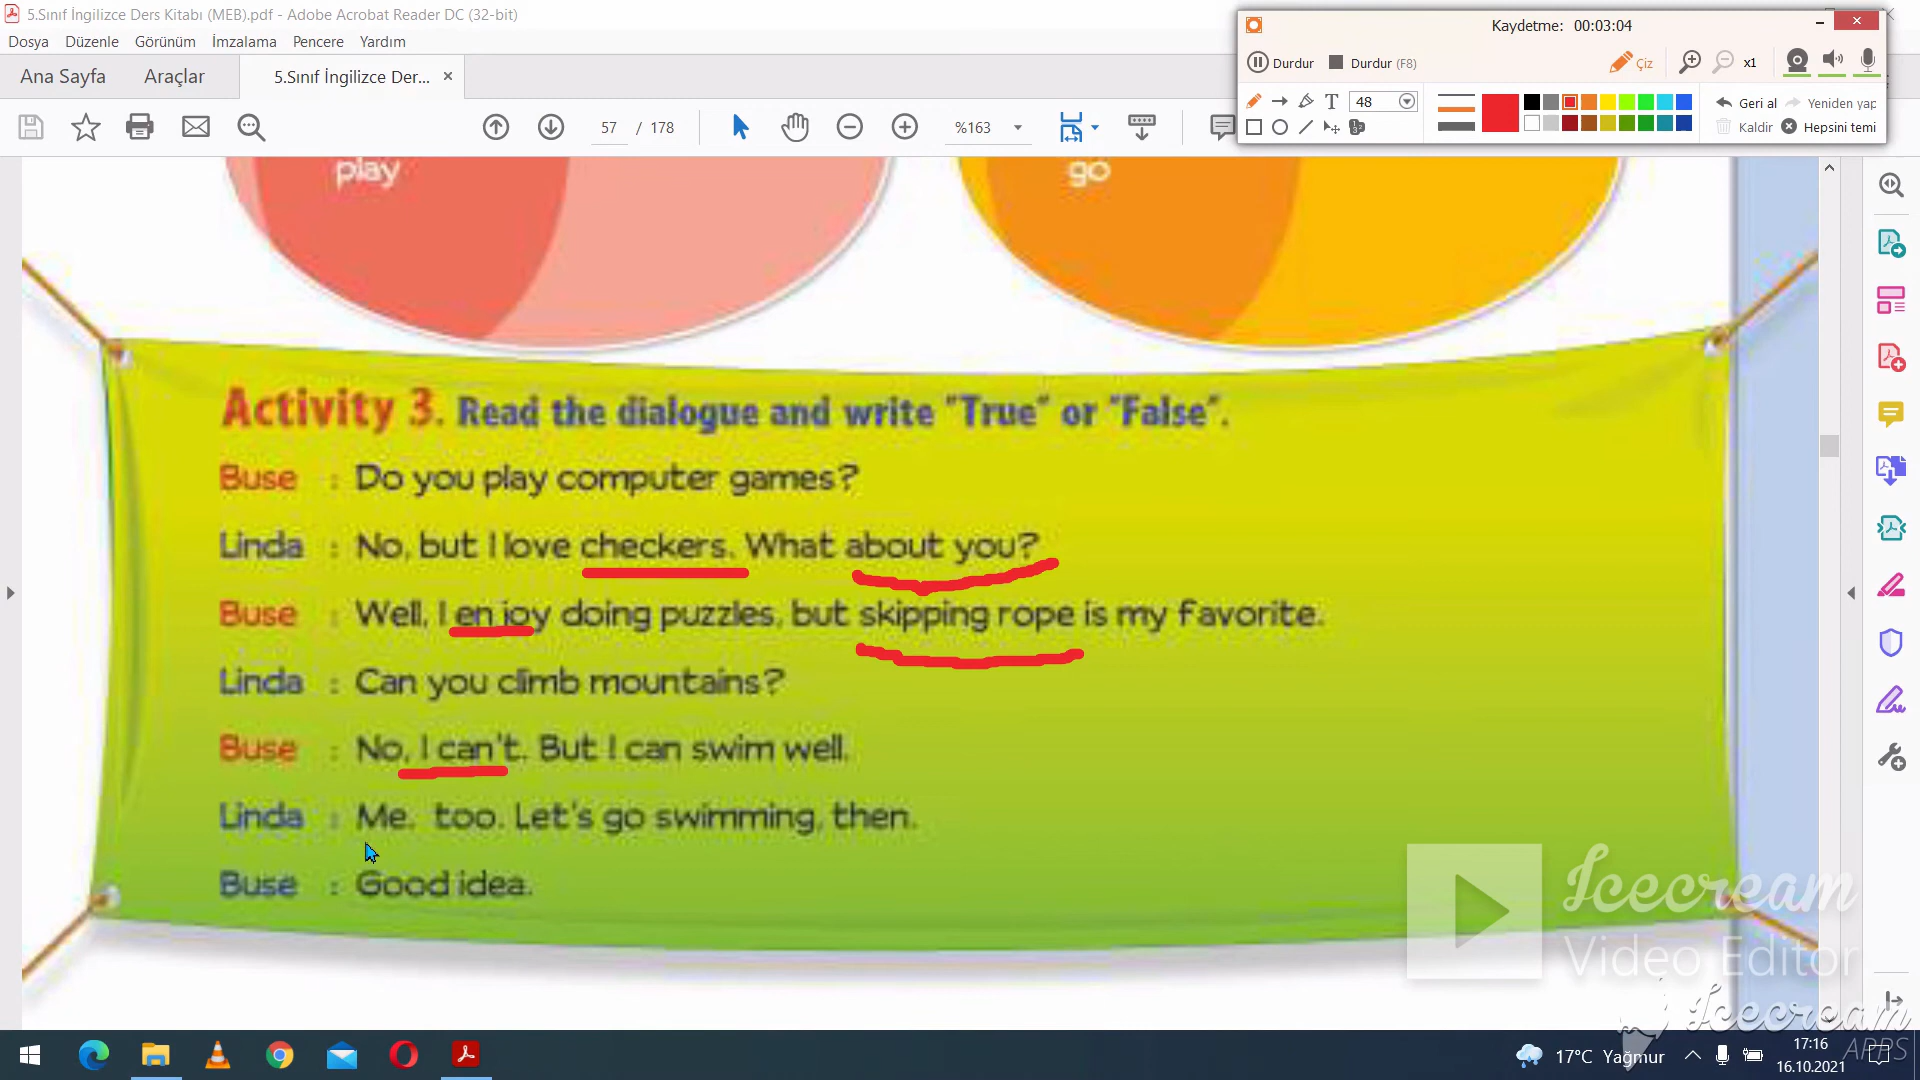 5.Sınıf İngilizce Ders Kitabı (MEB).pdf - Adobe Acrobat Reader DC (32-bit)
Dosya Düzenle Görünüm İmzalama Pencere Yardım
Ana Sayfa Araçlar 5.Sınıf İngilizce Der... ×
57 / 178 %163
Kaydetme: 00:03:04
Durdur Durdur (F8) Çiz x1
T 48 Geri al Yeniden yap
Kaldır Hepsini temi
play go
Activity 3. Read the dialogue and write "True" or "False".
Buse : Do you play computer games?
Linda : No, but I love checkers. What about you?
Buse : Well, I enjoy doing puzzles, but skipping rope is my favorite.
Linda : Can you climb mountains?
Buse : No, I can't. But I can swim well.
Linda : Me, too. Let's go swimming, then.
Buse : Good idea.
Icecream
Video Editor
Icecream
APPS
17°C Yağmur 17:16
16.10.2021